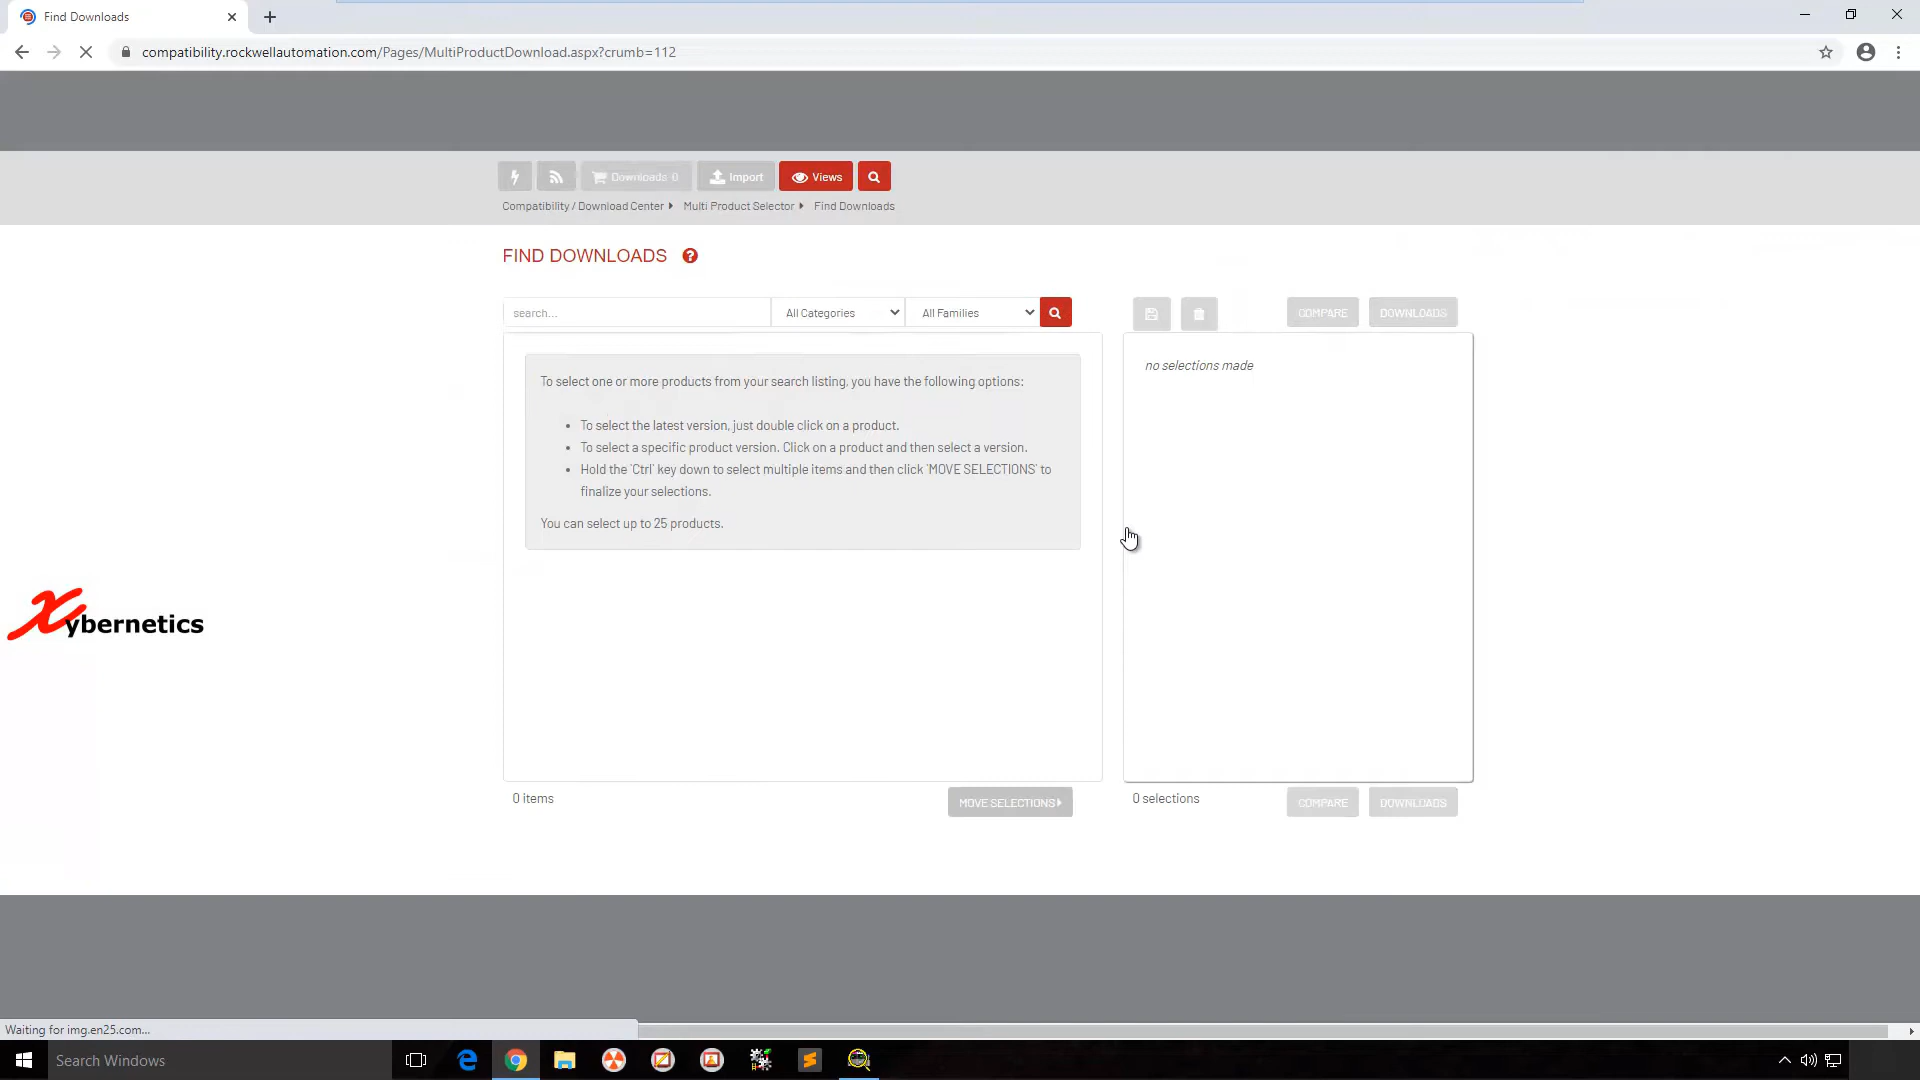 Find Downloads
compatibility.rockwellautomation.com/Pages/MultiProductDownload.aspx?crumb=112
Downloads 0
Import
Views
Compatibility / Download Center
Multi Product Selector
Find Downloads
FIND DOWNLOADS
search...
All Categories
All Families
COMPARE
DOWNLOADS
To select one or more products from your search listing, you have the following options:
• To select the latest version, just double click on a product.
• To select a specific product version. Click on a product and then select a version.
• Hold the 'Ctrl' key down to select multiple items and then click 'MOVE SELECTIONS' to
finalize your selections.
You can select up to 25 products.
no selections made
Xybernetics
0 items
MOVE SELECTIONS
0 selections
COMPARE
DOWNLOADS
Waiting for img.en25.com...
Search Windows